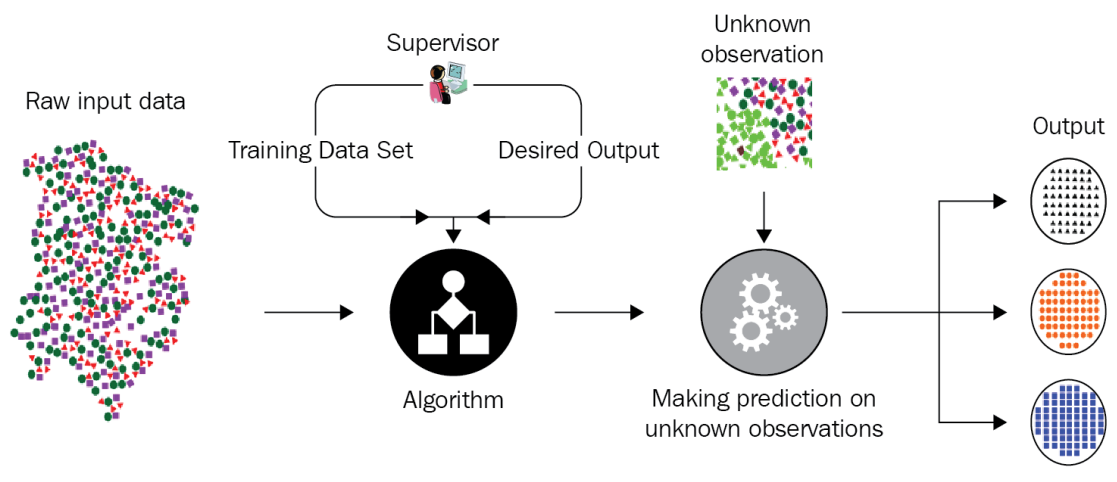 Raw input data
Supervisor
Training Data Set
Desired Output
Algorithm
Unknown
observation
Making prediction on
unknown observations
Output